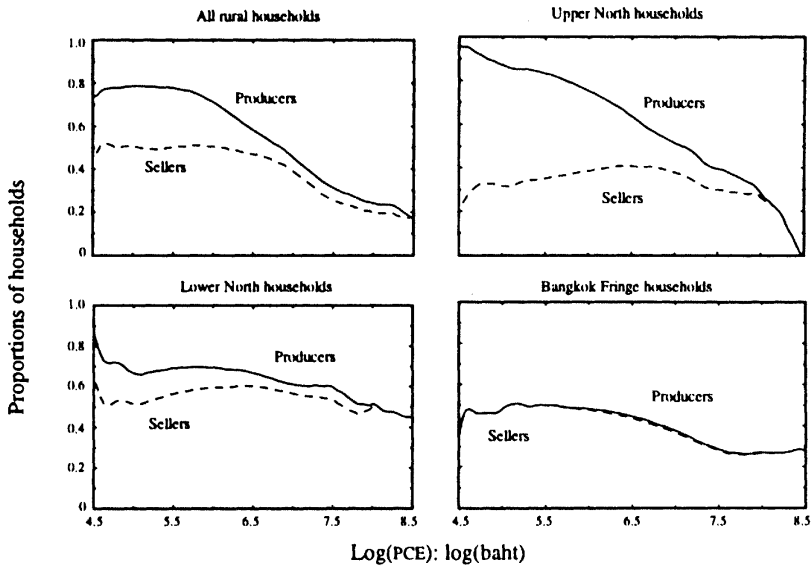 All rural households
Upper North households
1.0
0.8
0.6
0.4
0.2
0
Producers
Sellers
Producers
Sellers
Proportions of households
Lower North households
Bangkok Fringe households
1.0
0.8
0.6
0.4
0.2
0
Producers
Sellers
Producers
Sellers
4.5 5.5 6.5 7.5 8.5
4.5 5.5 6.5 7.5 8.5
Log(PCE): log(baht)